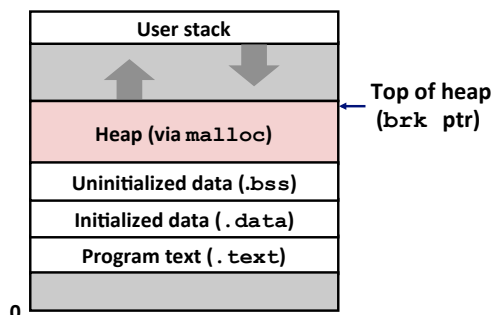 User stack
Top of heap
(brk ptr)
Heap (via malloc)
Uninitialized data (.bss)
Initialized data (.data)
Program text (.text)
0